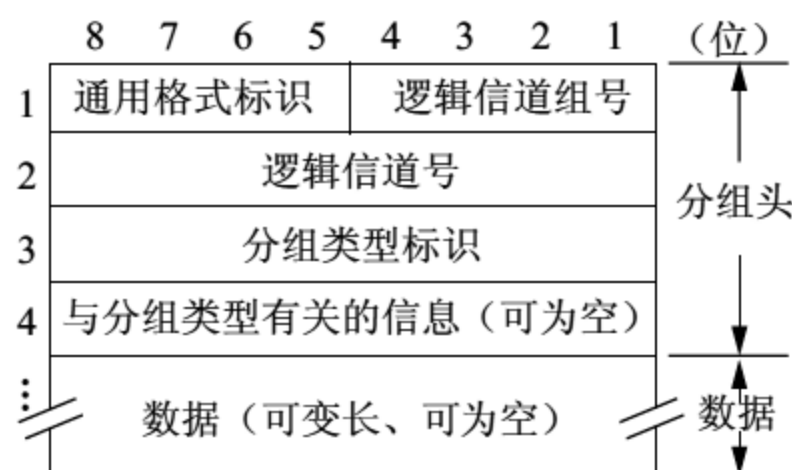 8 7 6 5 4 3 2 1 （位）
1 通用格式标识 逻辑信道组号
2 逻辑信道号
分组头
3 分组类型标识
4 与分组类型有关的信息（可为空）
⋮ 数据（可变长、可为空） 数据